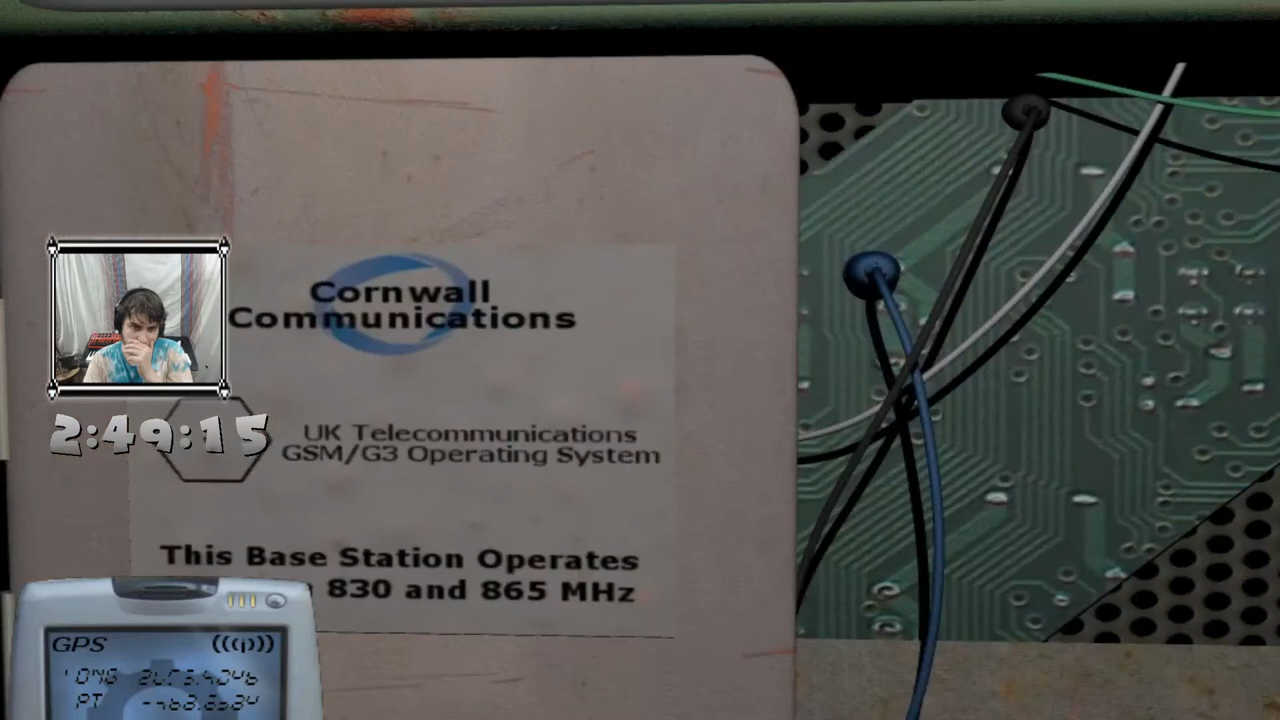 Cornwall
Communications
2:49:15
UK Telecommunications
GSM/G3 Operating System
This Base Station Operates
830 and 865 MHz
GPS